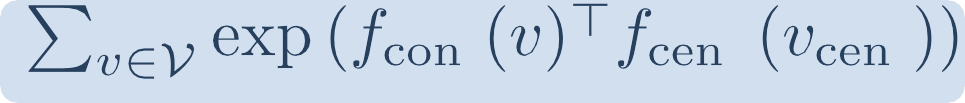 ∑_{v∈𝒱} exp (f_con (v)^⊤ f_cen (v_cen ))